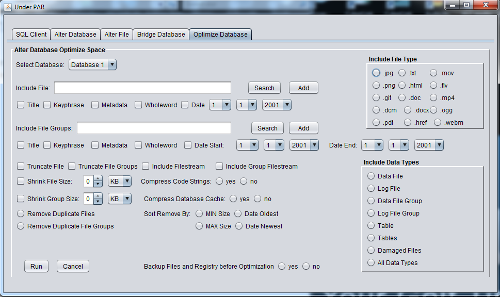 Under PAR
SQL Client Alter Database Alter File Bridge Database Optimize Database
Alter Database Optimize Space
Select Database: Database 1
Include File Search Add
Title Keyphrase Metadata Wholeword Date 1 1 2001
Include File Groups: Search Add
Title Keyphrase Metadata Wholeword Date Start: 1 1 2001 Date End: 1 1 2001
Truncate File Truncate File Groups Include Filestream Include Group Filestream
Shrink File Size: 0 KB Compress Code Strings: yes no
Shrink Group Size: 0 KB Compress Database Cache: yes no
Remove Duplicate Files Sort Remove By: MIN Size Date Oldest
Remove Duplicate File Groups MAX Size Date Newest
Run Cancel Backup Files and Registry before Optimization yes no
Include File Type
.jpg .txt .mov
.png .html .flv
.gif .doc .mp4
.dcm .docx .ogg
.pdf .href .webm
Include Data Types
Data File
Log File
Data File Group
Log File Group
Table
Tables
Damaged Files
All Data Types